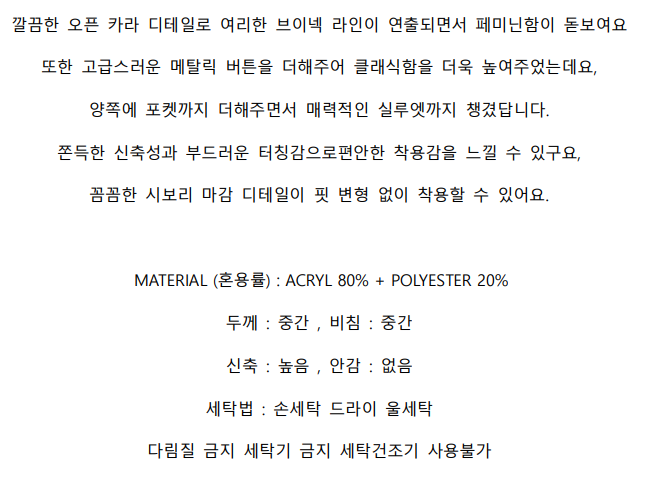 깔끔한 오픈 카라 디테일로 여리한 브이넥 라인이 연출되면서 페미닌함이 돋보여요
또한 고급스러운 메탈릭 버튼을 더해주어 클래식함을 더욱 높여주었는데요,
양쪽에 포켓까지 더해주면서 매력적인 실루엣까지 챙겼답니다.
쫀득한 신축성과 부드러운 터칭감으로편안한 착용감을 느낄 수 있구요,
꼼꼼한 시보리 마감 디테일이 핏 변형 없이 착용할 수 있어요.
MATERIAL (혼용률) : ACRYL 80% + POLYESTER 20%
두께 : 중간 , 비침 : 중간
신축 : 높음 , 안감 : 없음
세탁법 : 손세탁 드라이 울세탁
다림질 금지 세탁기 금지 세탁건조기 사용불가